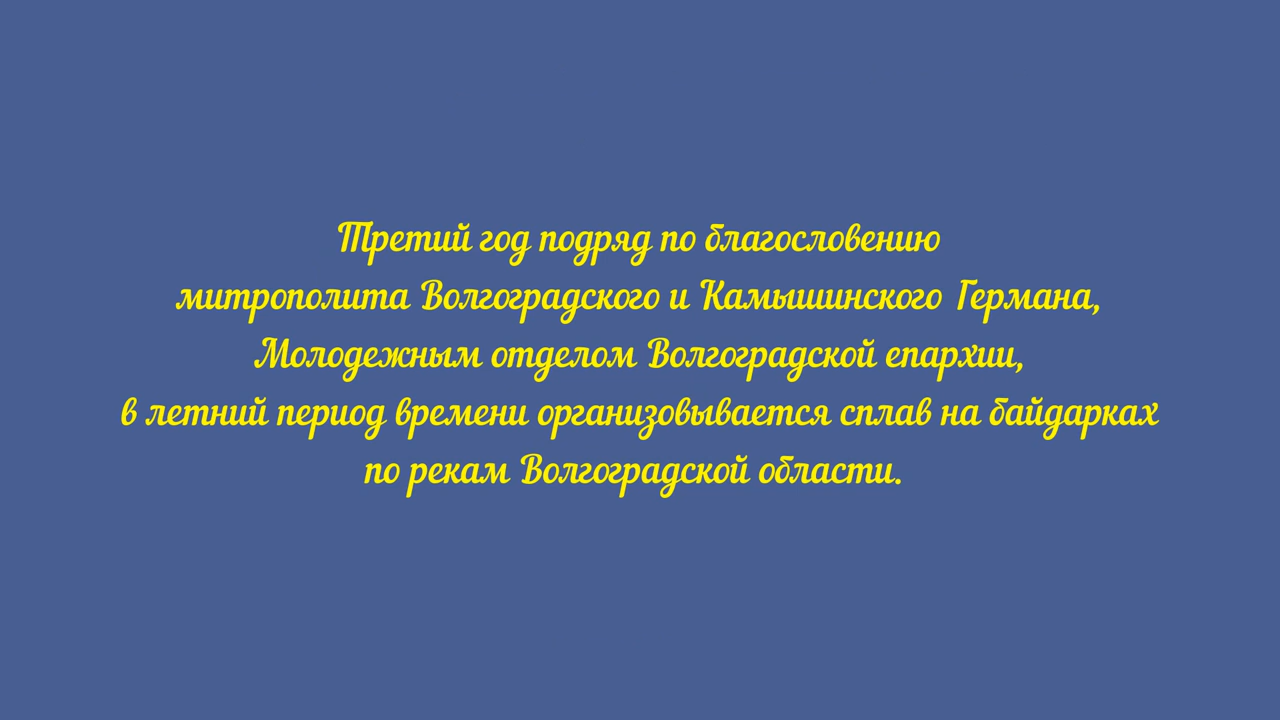 Третий год подряд по благословению
митрополита Волгоградского и Камышинского Германа,
Молодежным отделом Волгоградской епархии,
в летний период времени организовывается сплав на байдарках
по рекам Волгоградской области.